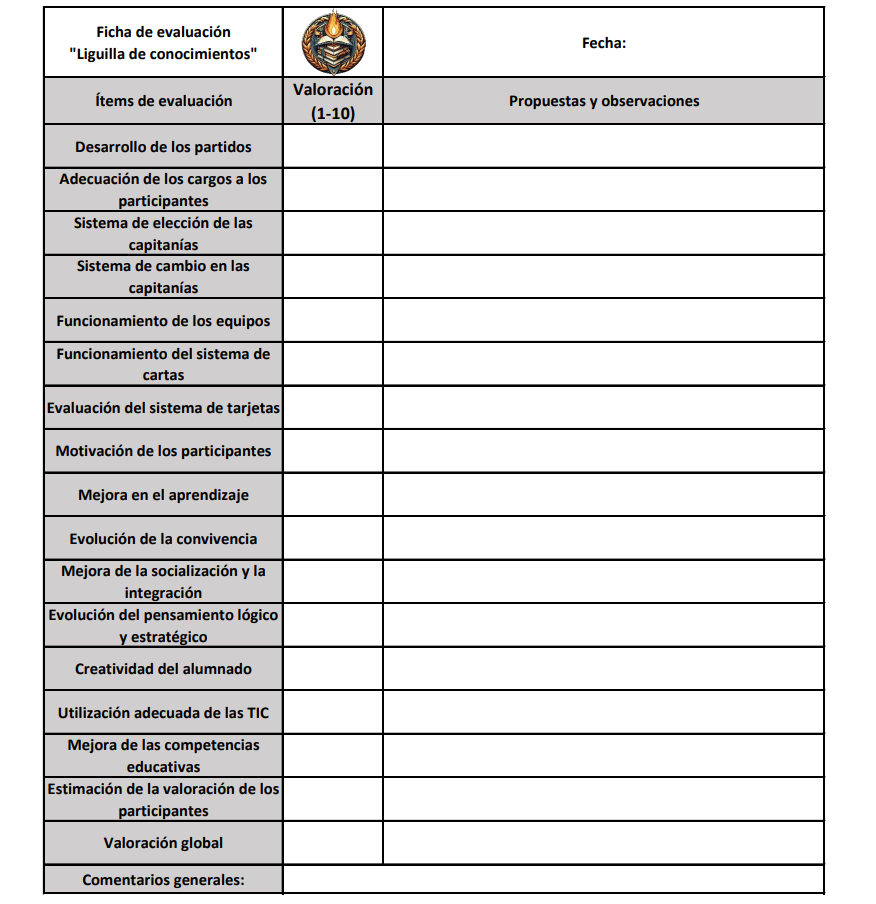 Ficha de evaluación
"Liguilla de conocimientos"
Fecha:
Ítems de evaluación
Valoración
(1-10)
Propuestas y observaciones
Desarrollo de los partidos
Adecuación de los cargos a los
participantes
Sistema de elección de las
capitanías
Sistema de cambio en las
capitanías
Funcionamiento de los equipos
Funcionamiento del sistema de
cartas
Evaluación del sistema de tarjetas
Motivación de los participantes
Mejora en el aprendizaje
Evolución de la convivencia
Mejora de la socialización y la
integración
Evolución del pensamiento lógico
y estratégico
Creatividad del alumnado
Utilización adecuada de las TIC
Mejora de las competencias
educativas
Estimación de la valoración de los
participantes
Valoración global
Comentarios generales: